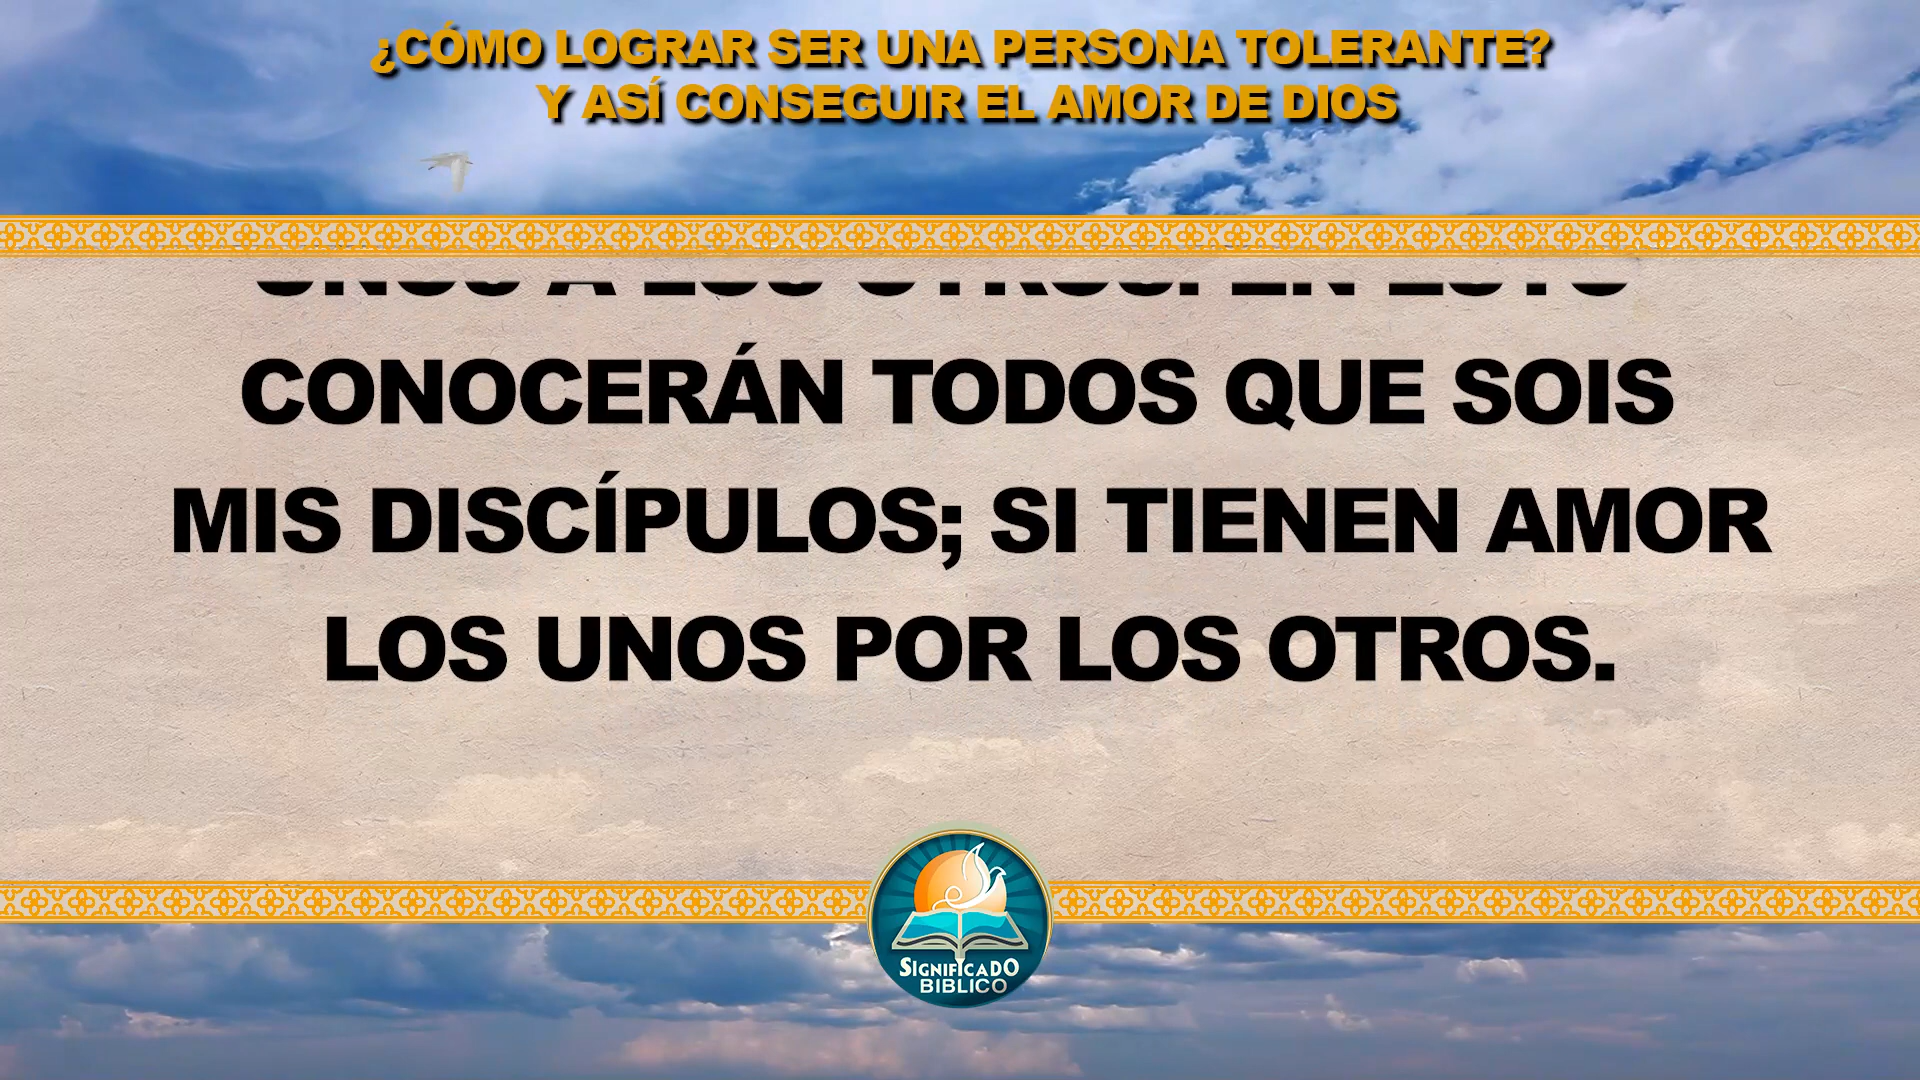 ¿CÓMO LOGRAR SER UNA PERSONA TOLERANTE?
Y ASÍ CONSEGUIR EL AMOR DE DIOS
CONOCERÁN TODOS QUE SOIS
MIS DISCÍPULOS; SI TIENEN AMOR
LOS UNOS POR LOS OTROS.
SIGNIFICADO
BIBLICO